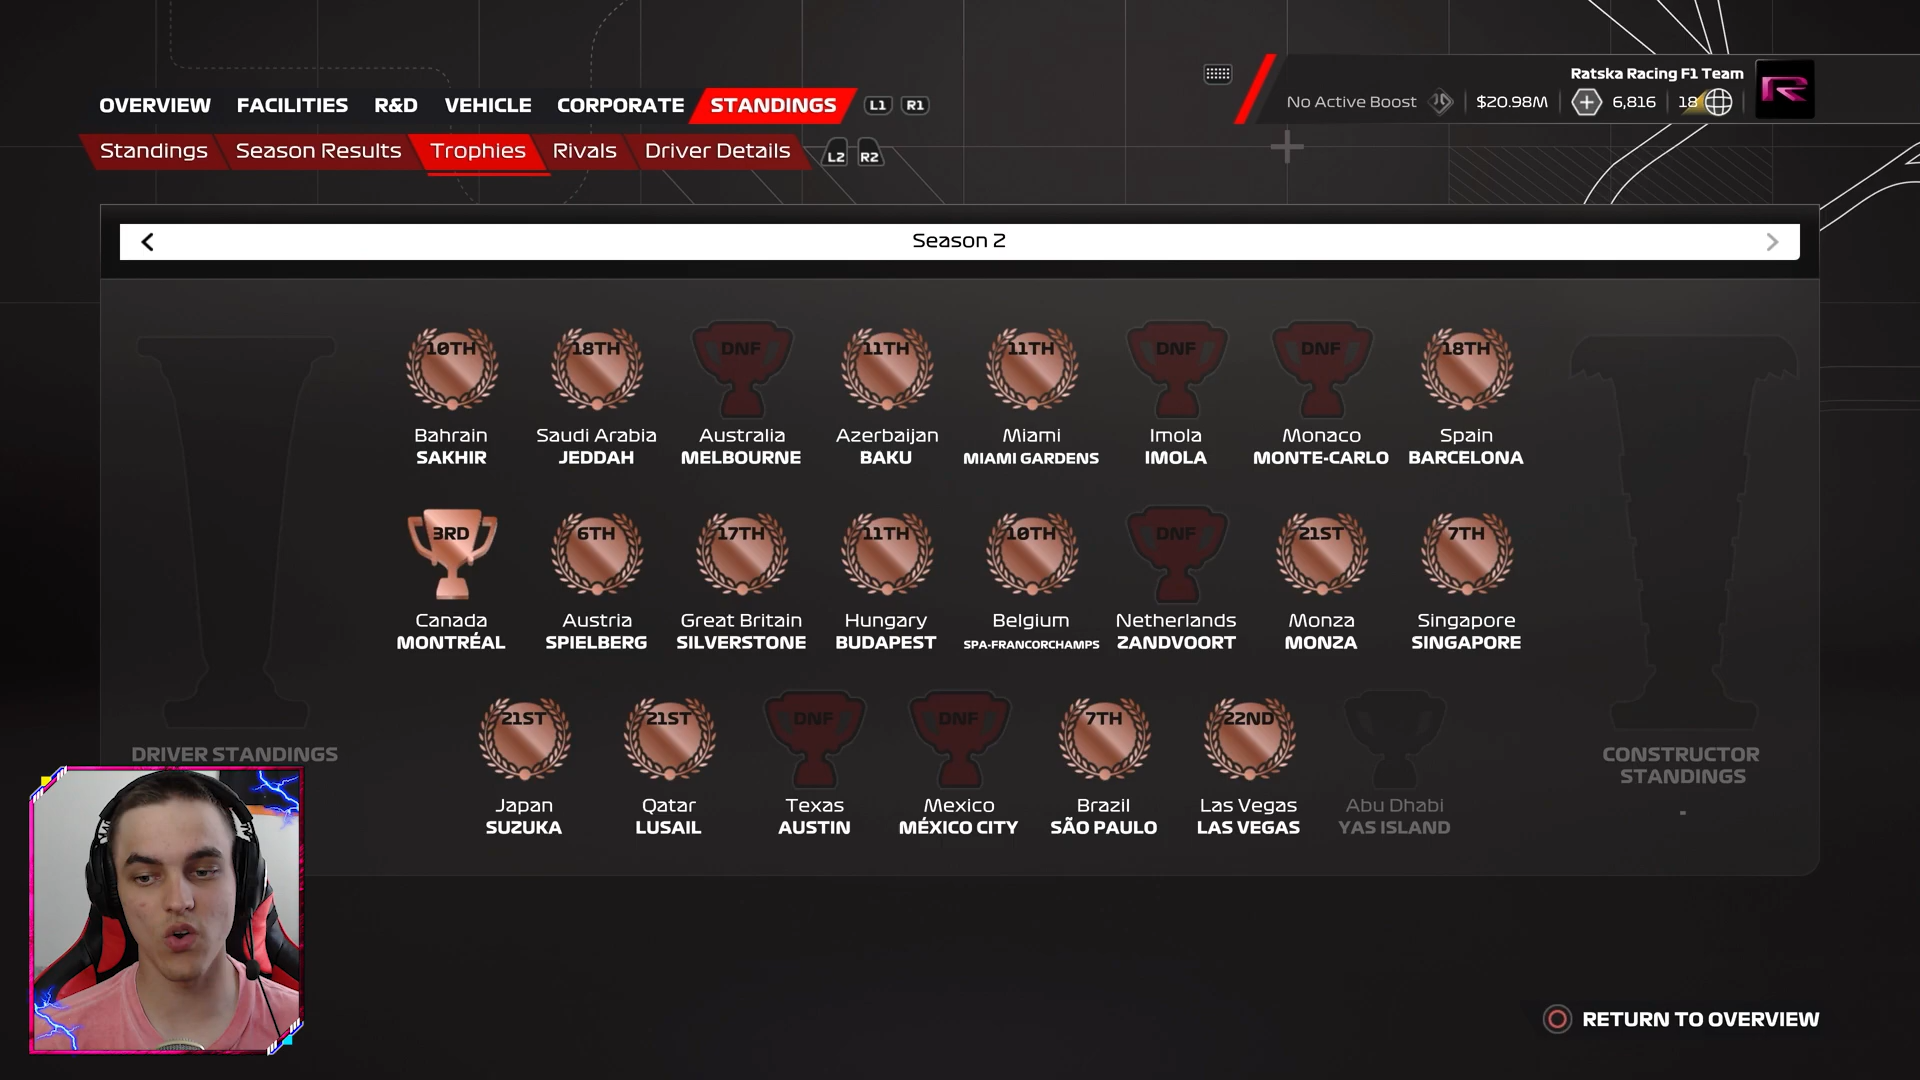 OVERVIEW FACILITIES R&D VEHICLE CORPORATE STANDINGS L1 R1
Ratska Racing F1 Team
No Active Boost $20.98M 6,816 18
Standings Season Results Trophies Rivals Driver Details L2 R2
Season 2
10TH 18TH DNF 11TH 11TH DNF DNF 18TH
Bahrain Saudi Arabia Australia Azerbaijan Miami Imola Monaco Spain
SAKHIR JEDDAH MELBOURNE BAKU MIAMI GARDENS IMOLA MONTE-CARLO BARCELONA
3RD 6TH 17TH 11TH 10TH DNF 21ST 7TH
Canada Austria Great Britain Hungary Belgium Netherlands Monza Singapore
MONTRÉAL SPIELBERG SILVERSTONE BUDAPEST SPA-FRANCORCHAMPS ZANDVOORT MONZA SINGAPORE
21ST 21ST DNF DNF 7TH 22ND
Japan Qatar Texas Mexico Brazil Las Vegas Abu Dhabi
SUZUKA LUSAIL AUSTIN MÉXICO CITY SÃO PAULO LAS VEGAS YAS ISLAND
DRIVER STANDINGS
CONSTRUCTOR
STANDINGS
-
RETURN TO OVERVIEW